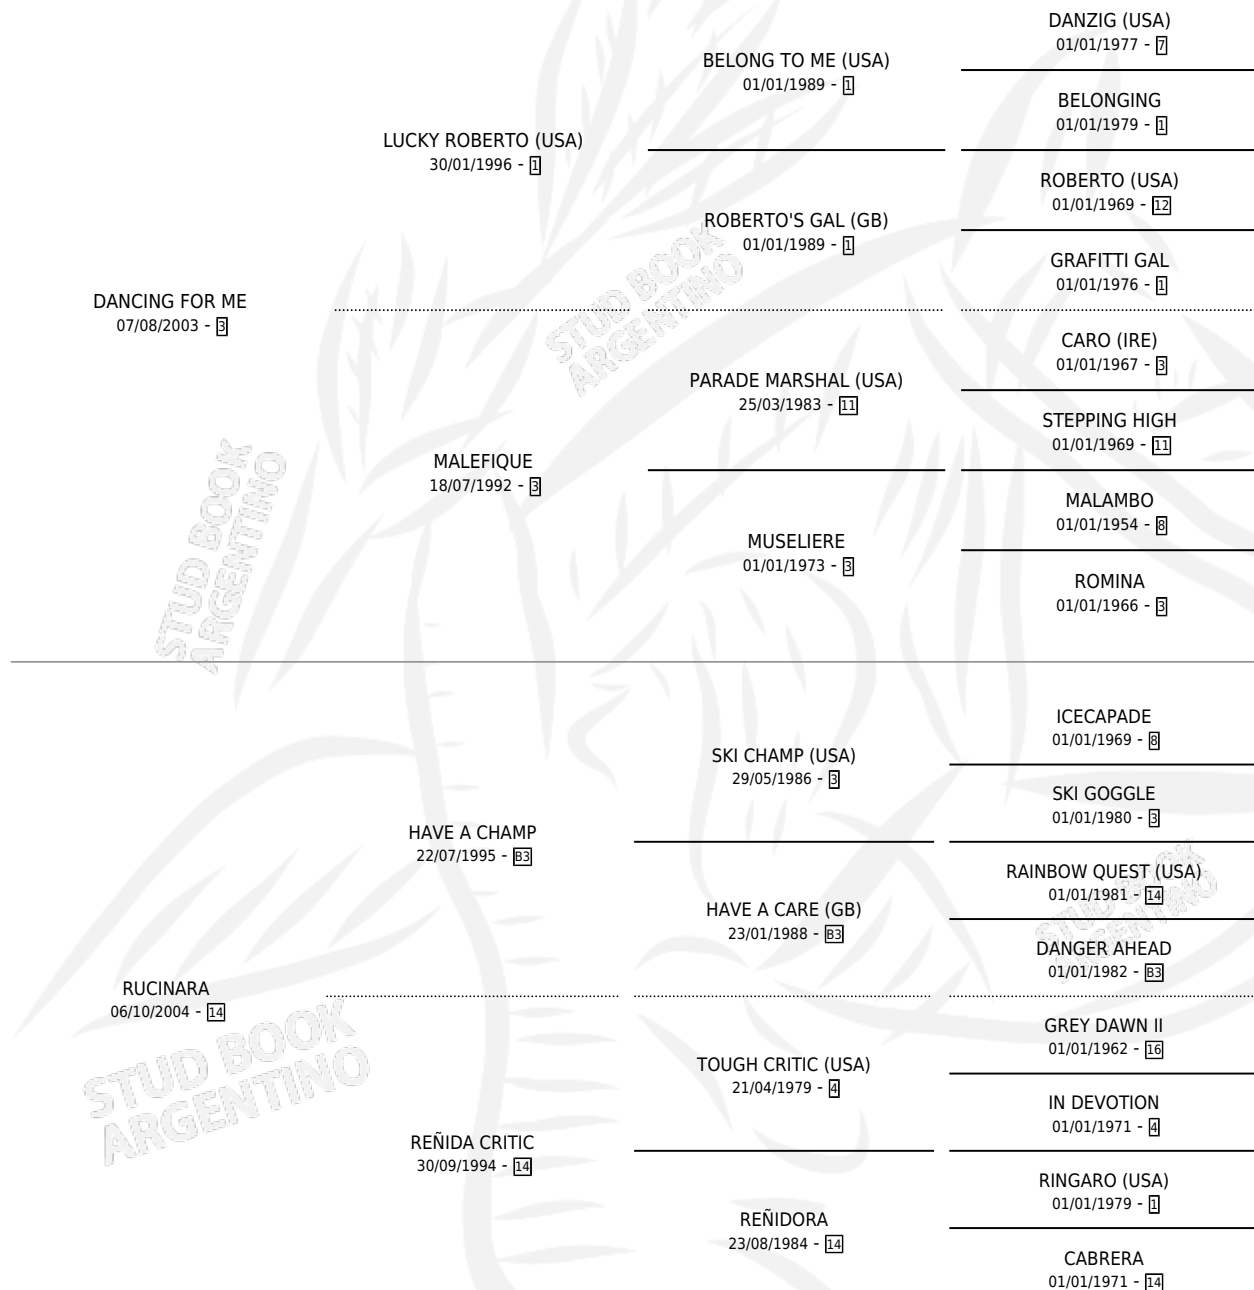 DANZIG (USA)
01/01/1977 - 7
BELONG TO ME (USA)
01/01/1989 - 1
BELONGING
01/01/1979 - 1
LUCKY ROBERTO (USA)
30/01/1996 - 1
ROBERTO (USA)
01/01/1969 - 12
ROBERTO'S GAL (GB)
01/01/1989 - 1
GRAFITTI GAL
01/01/1976 - 1
DANCING FOR ME
07/08/2003 - 3
CARO (IRE)
01/01/1967 - 3
PARADE MARSHAL (USA)
25/03/1983 - 11
STEPPING HIGH
01/01/1969 - 11
MALEFIQUE
18/07/1992 - 3
MALAMBO
01/01/1954 - 8
MUSELIERE
01/01/1973 - 3
ROMINA
01/01/1966 - 3
STUD BOOK
ARGENTINO
STUD BOOK
ARGENTINO
ICECAPADE
01/01/1969 - 8
SKI CHAMP (USA)
29/05/1986 - 3
SKI GOGGLE
01/01/1980 - 3
HAVE A CHAMP
22/07/1995 - B3
RAINBOW QUEST (USA)
01/01/1981 - 14
HAVE A CARE (GB)
23/01/1988 - B3
DANGER AHEAD
01/01/1982 - B3
STUD BOOK
ARGENTINO
RUCINARA
06/10/2004 - 14
GREY DAWN II
01/01/1962 - 16
TOUGH CRITIC (USA)
21/04/1979 - 4
IN DEVOTION
01/01/1971 - 4
REÑIDA CRITIC
30/09/1994 - 14
RINGARO (USA)
01/01/1979 - 1
REÑIDORA
23/08/1984 - 14
CABRERA
01/01/1971 - 14
STUD BOOK
ARGENTINO